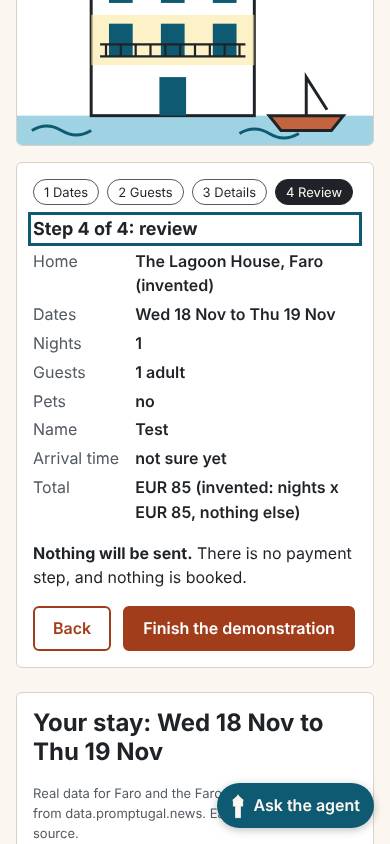 1 Dates
2 Guests
3 Details
4 Review
Step 4 of 4: review
Home
The Lagoon House, Faro
(invented)
Dates
Wed 18 Nov to Thu 19 Nov
Nights
1
Guests
1 adult
Pets
no
Name
Test
Arrival time
not sure yet
Total
EUR 85 (invented: nights x
EUR 85, nothing else)
Nothing will be sent. There is no payment
step, and nothing is booked.
Back
Finish the demonstration
Your stay: Wed 18 Nov to
Thu 19 Nov
Real data for Faro and the Faro
from data.promptugal.news.
source.
Ask the agent